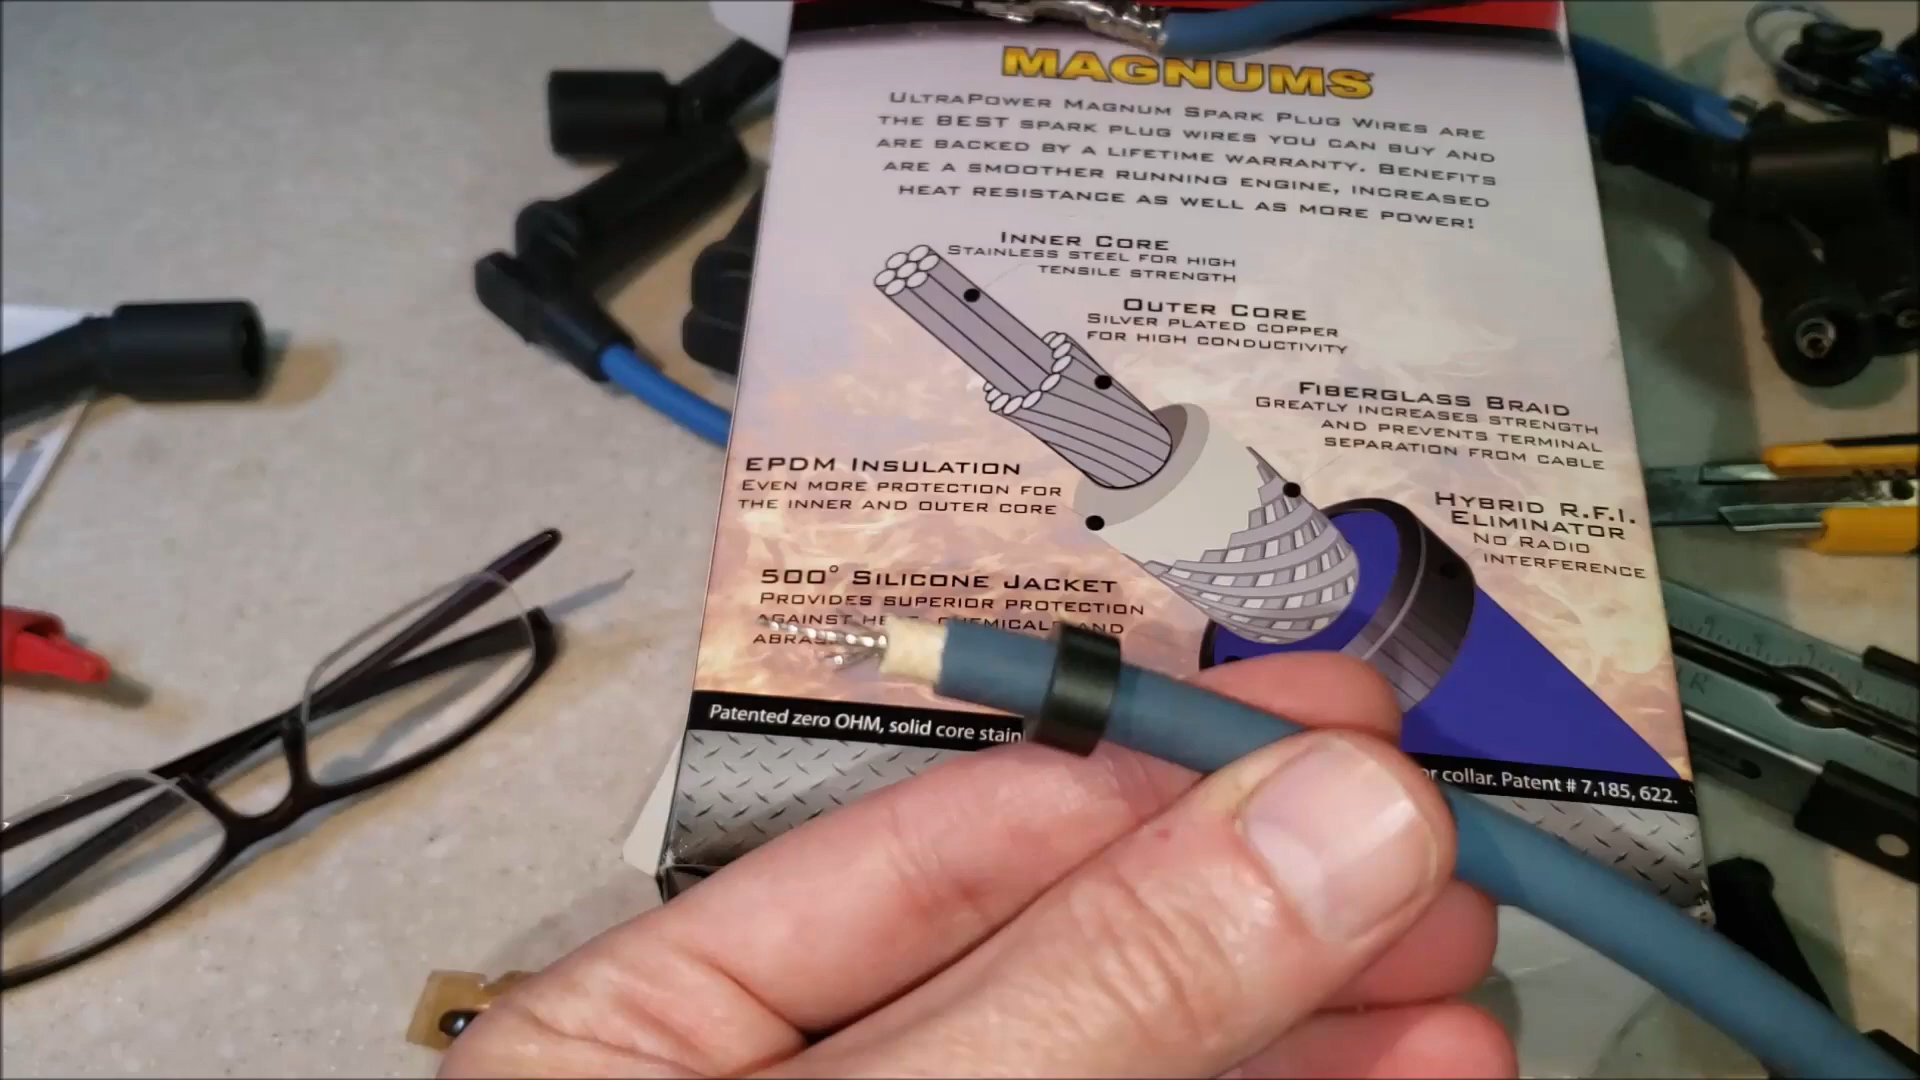 MAGNUMS
ULTRAPOWER MAGNUM SPARK PLUG WIRES ARE
THE BEST SPARK PLUG WIRES YOU CAN BUY AND
ARE BACKED BY A LIFETIME WARRANTY. BENEFITS
ARE A SMOOTHER RUNNING ENGINE, INCREASED
HEAT RESISTANCE AS WELL AS MORE POWER!
INNER CORE
STAINLESS STEEL FOR HIGH
TENSILE STRENGTH
OUTER CORE
SILVER PLATED COPPER
FOR HIGH CONDUCTIVITY
FIBERGLASS BRAID
GREATLY INCREASES STRENGTH
AND PREVENTS TERMINAL
SEPARATION FROM CABLE
EPDM INSULATION
EVEN MORE PROTECTION FOR
THE INNER AND OUTER CORE
HYBRID R.F.I.
ELIMINATOR
NO RADIO
INTERFERENCE
500° SILICONE JACKET
PROVIDES SUPERIOR PROTECTION
AGAINST CHEMICALS AND
Patented zero OHM, solid core stain
or collar. Patent # 7,185,622.